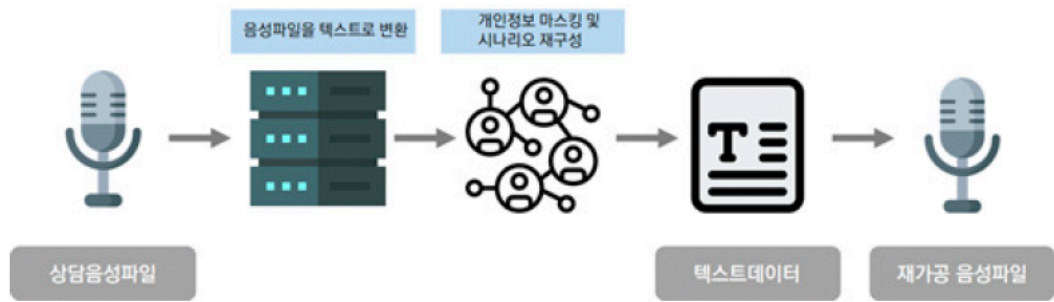 음성파일을 텍스트로 변환
개인정보 마스킹 및
시나리오 재구성
T
상담음성파일
텍스트데이터
재가공 음성파일